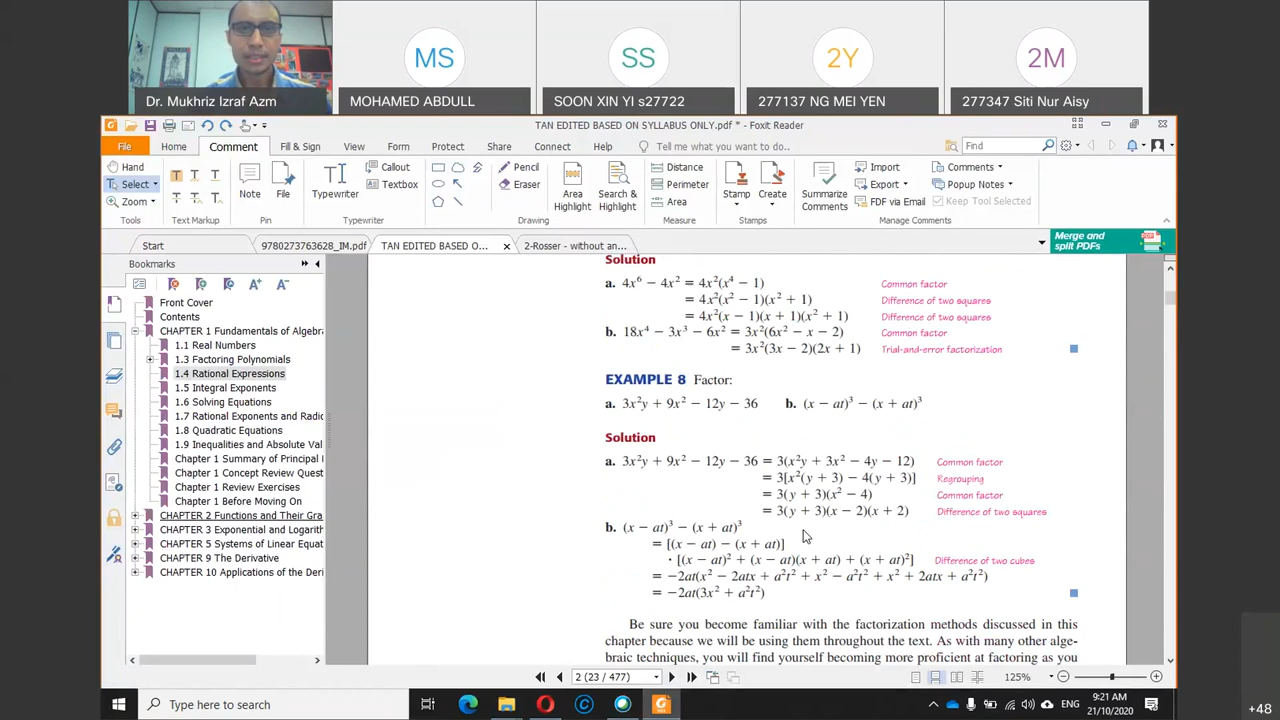 MS
SS
2Y
2M
Dr. Mukhriz Izraf Azm
MOHAMED ABDULL
SOON XIN YI s27722
277137 NG MEI YEN
277347 Siti Nur Aisy
TAN EDITED BASED ON SYLLABUS ONLY.pdf * - Foxit Reader
File Home Comment Fill & Sign View Form Protect Share Connect Help Tell me what you want to do... Find
Hand
Select
Zoom
Tools
Text Markup
Note
File
Pin
Typewriter
Callout
Textbox
Typewriter
Pencil
Eraser
Drawing
Area Highlight
Search & Highlight
Distance
Perimeter
Area
Measure
Stamp
Create
Stamps
Summarize Comments
Import
Export
FDF via Email
Comments
Popup Notes
Keep Tool Selected
Manage Comments
Start
9780273763628_IM.pdf
TAN EDITED BASED O...
2-Rosser - without an...
Merge and
split PDFs
Bookmarks
Front Cover
Contents
CHAPTER 1 Fundamentals of Algebra
1.1 Real Numbers
1.3 Factoring Polynomials
1.4 Rational Expressions
1.5 Integral Exponents
1.6 Solving Equations
1.7 Rational Exponents and Radic
1.8 Quadratic Equations
1.9 Inequalities and Absolute Val
Chapter 1 Summary of Principal
Chapter 1 Concept Review Quest
Chapter 1 Review Exercises
Chapter 1 Before Moving On
CHAPTER 2 Functions and Their Gra
CHAPTER 3 Exponential and Logarith
CHAPTER 5 Systems of Linear Equat
CHAPTER 9 The Derivative
CHAPTER 10 Applications of the Deri
Solution
a. 4x⁶ − 4x² = 4x²(x⁴ − 1) Common factor
= 4x²(x² − 1)(x² + 1) Difference of two squares
= 4x²(x − 1)(x + 1)(x² + 1) Difference of two squares
b. 18x⁴ − 3x³ − 6x² = 3x²(6x² − x − 2) Common factor
= 3x²(3x − 2)(2x + 1) Trial-and-error factorization
EXAMPLE 8 Factor:
a. 3x²y + 9x² − 12y − 36 b. (x − at)³ − (x + at)³
Solution
a. 3x²y + 9x² − 12y − 36 = 3(x²y + 3x² − 4y − 12) Common factor
= 3[x²(y + 3) − 4(y + 3)] Regrouping
= 3(y + 3)(x² − 4) Common factor
= 3(y + 3)(x − 2)(x + 2) Difference of two squares
b. (x − at)³ − (x + at)³
= [(x − at) − (x + at)]
· [(x − at)² + (x − at)(x + at) + (x + at)²] Difference of two cubes
= −2at(x² − 2atx + a²t² + x² − a²t² + x² + 2atx + a²t²)
= −2at(3x² + a²t²)
Be sure you become familiar with the factorization methods discussed in this
chapter because we will be using them throughout the text. As with many other alge-
braic techniques, you will find yourself becoming more proficient at factoring as you
2 (23 / 477)
125%
Type here to search
ENG
9:21 AM
21/10/2020
+48